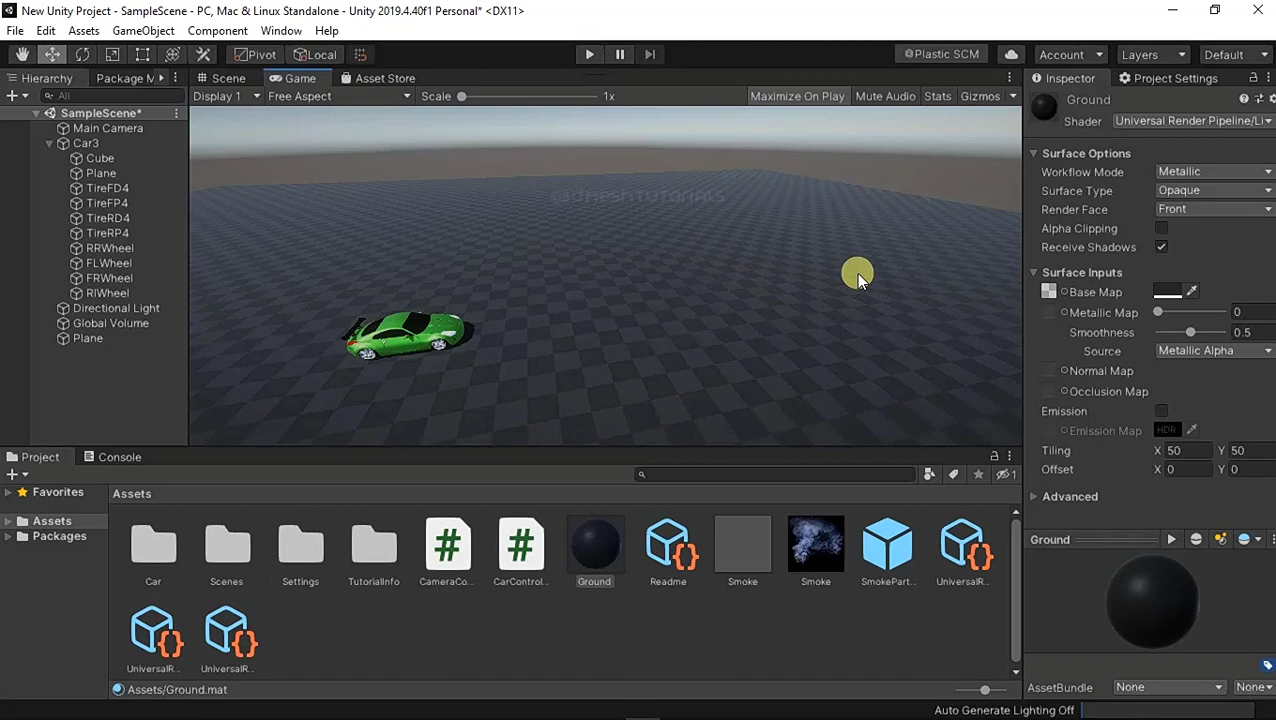 New Unity Project - SampleScene - PC, Mac & Linux Standalone - Unity 2019.4.40f1 Personal* <DX11>
File Edit Assets GameObject Component Window Help
Pivot Local Plastic SCM Account Layers Default
Hierarchy Package M Scene Game Asset Store Inspector Project Settings
All Display 1 Free Aspect Scale 1x Maximize On Play Mute Audio Stats Gizmos
Ground
Shader Universal Render Pipeline/Li
SampleScene*
Main Camera
Car3
Cube
Plane
TireFD4
TireFP4
TireRD4
TireRP4
RRWheel
FLWheel
FRWheel
RlWheel
Directional Light
Global Volume
Plane
@DMESHTUTORIALS
Surface Options
Workflow Mode Metallic
Surface Type Opaque
Render Face Front
Alpha Clipping
Receive Shadows
Surface Inputs
Base Map
Metallic Map 0
Smoothness 0.5
Source Metallic Alpha
Normal Map
Occlusion Map
Emission
Emission Map HDR
Tiling X 50 Y 50
Offset X 0 Y 0
Advanced
Project Console
1
Favorites
Assets
Packages
Assets
Car Scenes Settings TutorialInfo CameraCo... CarControl... Ground Readme Smoke Smoke SmokePart... UniversalR...
UniversalR... UniversalR...
Assets/Ground.mat
Ground
AssetBundle None None
Auto Generate Lighting Off